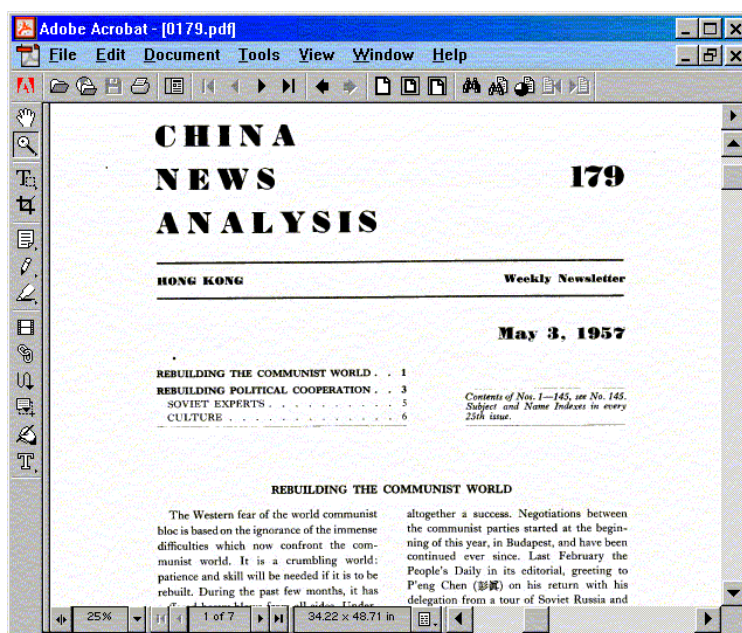 Adobe Acrobat - [0179.pdf]
File Edit Document Tools View Window Help
CHINA
NEWS
179
ANALYSIS
HONG KONG
Weekly Newsletter
May 3, 1957
REBUILDING THE COMMUNIST WORLD . . 1
REBUILDING POLITICAL COOPERATION . . 3
SOVIET EXPERTS . . . . . . . . . . 5
CULTURE . . . . . . . . . . . . . 6
Contents of Nos. 1—145, see No. 145.
Subject and Name Indexes in every
25th issue.
REBUILDING THE COMMUNIST WORLD
The Western fear of the world communist
bloc is based on the ignorance of the immense
difficulties which now confront the com-
munist world. It is a crumbling world:
patience and skill will be needed if it is to be
rebuilt. During the past few months, it has
altogether a success. Negotiations between
the communist parties started at the begin-
ning of this year, in Budapest, and have been
continued ever since. Last February the
People's Daily in its editorial, greeting to
P'eng Chen (彭眞) on his return with his
delegation from a tour of Soviet Russia and
25%
1 of 7
34.22 x 48.71 in